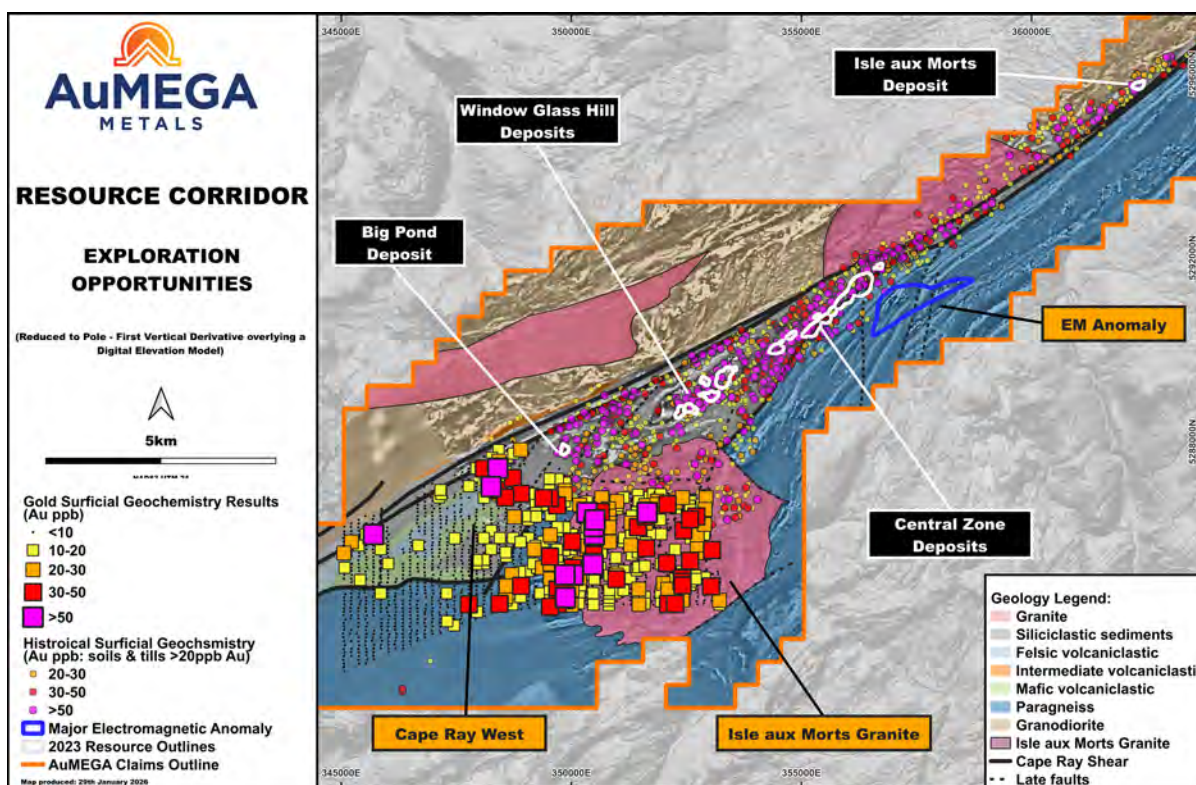 AuMEGA
METALS
RESOURCE CORRIDOR
EXPLORATION
OPPORTUNITIES
(Reduced to Pole - First Vertical Derivative overlying a
Digital Elevation Model)
5km
Gold Surficial Geochemistry Results
(Au ppb)
<10
10-20
20-30
30-50
>50
Histroical Surficial Geochsmistry
(Au ppb: soils & tills >20ppb Au)
20-30
30-50
>50
Major Electromagnetic Anomaly
2023 Resource Outlines
AuMEGA Claims Outline
Map produced: 29th January 2026
345000E
350000E
355000E
360000E
5296000N
5292000N
5288000N
Isle aux Morts
Deposit
Window Glass Hill
Deposits
Big Pond
Deposit
EM Anomaly
Central Zone
Deposits
Cape Ray West
Isle aux Morts Granite
Geology Legend:
Granite
Siliciclastic sediments
Felsic volcaniclastic
Intermediate volcaniclasti
Mafic volcaniclastic
Paragneiss
Granodiorite
Isle aux Morts Granite
Cape Ray Shear
Late faults
345000E
350000E
355000E